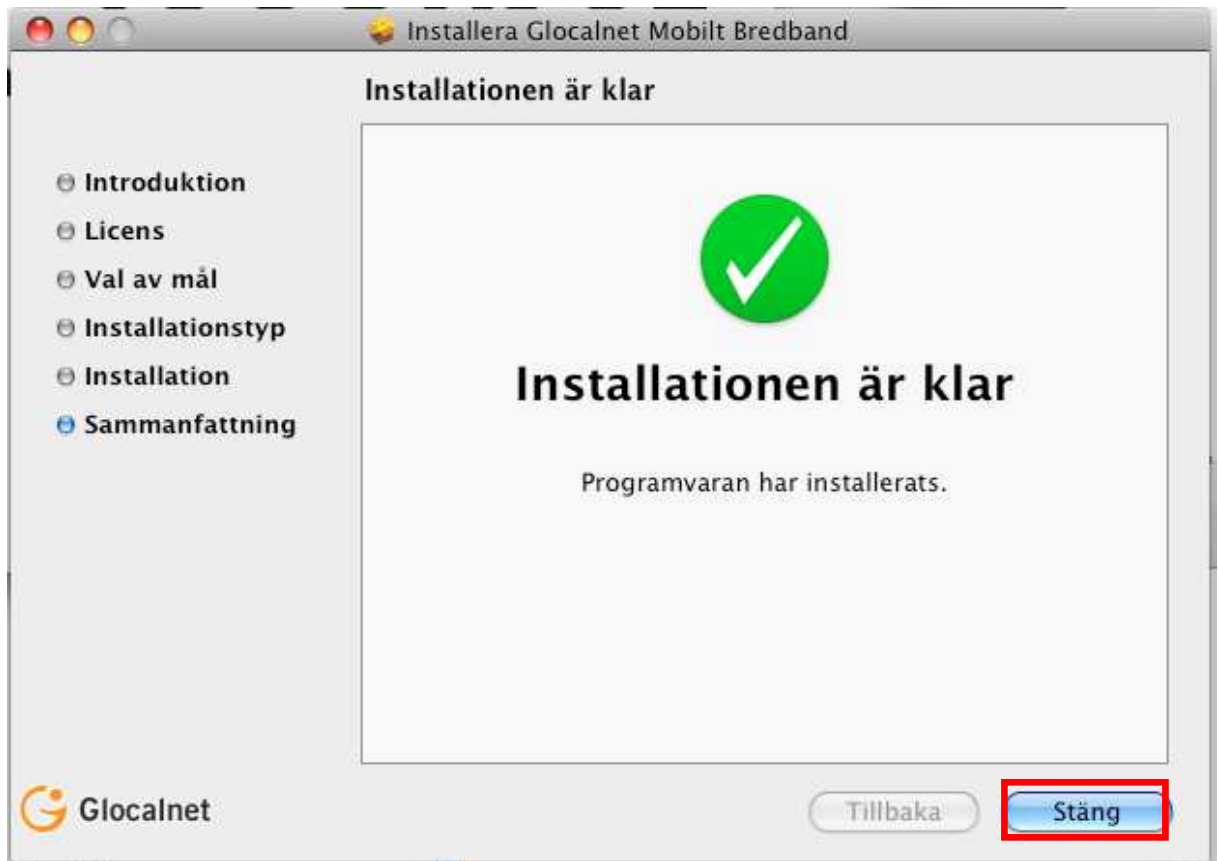 Installera Glocalnet Mobilt Bredband
Installationen är klar
Introduktion
Licens
Val av mål
Installationstyp
Installation
Sammanfattning
Installationen är klar
Programvaran har installerats.
Glocalnet
Tillbaka
Stäng